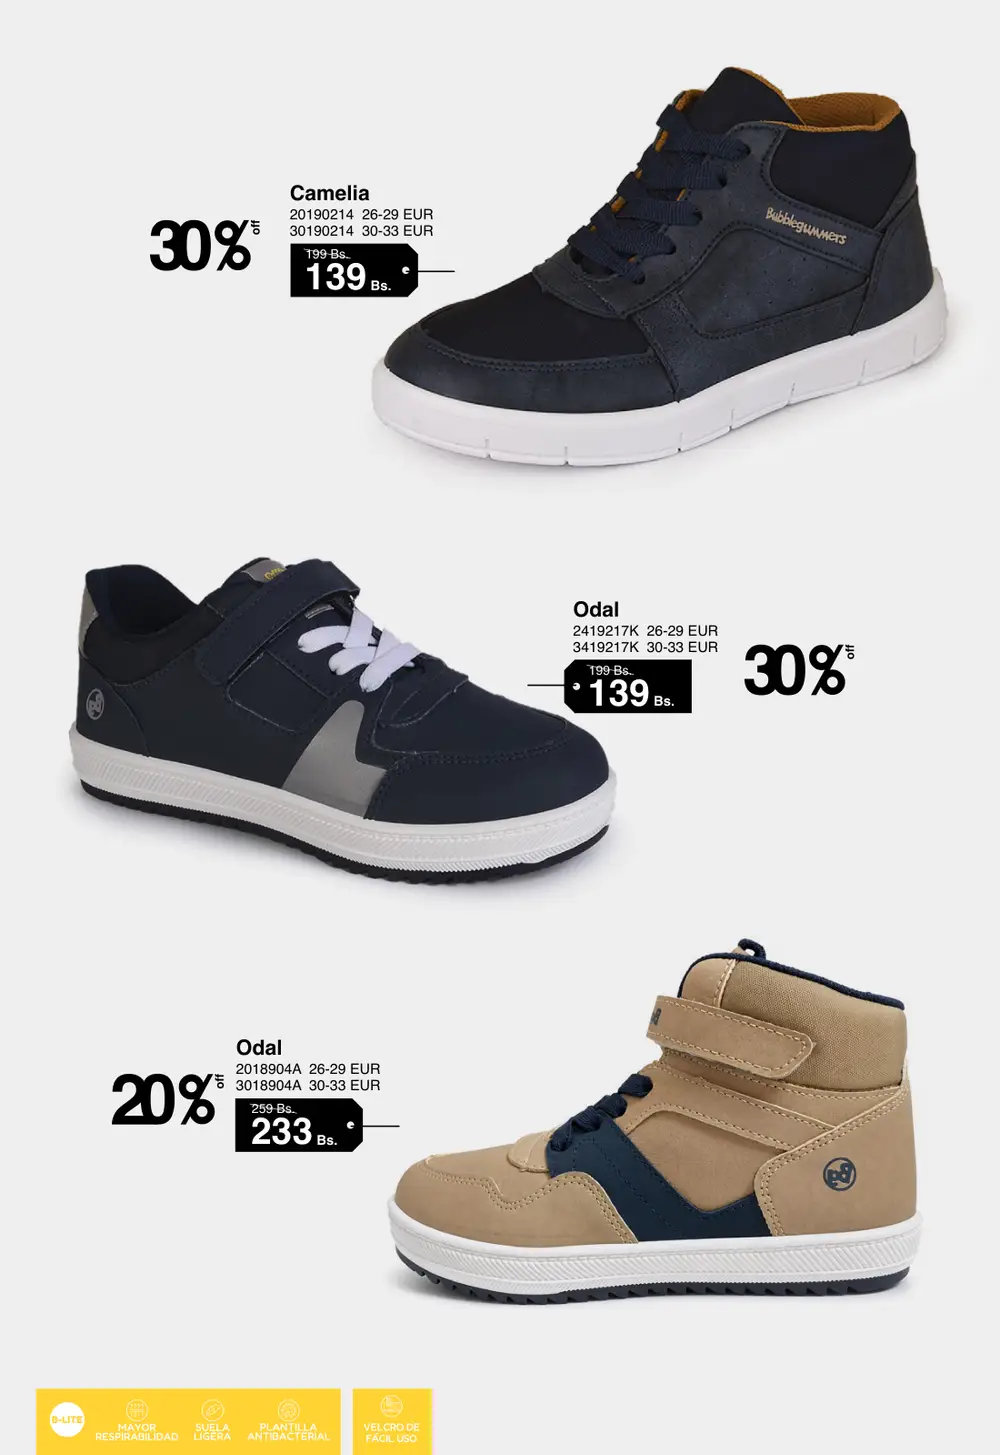 Camelia
20190214 26-29 EUR
30190214 30-33 EUR
30% off
199 Bs.
139 Bs.
Bubblegummers
Odal
2419217K 26-29 EUR
3419217K 30-33 EUR
199 Bs.
139 Bs.
30% off
Odal
2018904A 26-29 EUR
3018904A 30-33 EUR
20% off
259 Bs.
233 Bs.
B-LITE
MAYOR
RESPIRABILIDAD
SUELA
LIGERA
PLANTILLA
ANTIBACTERIAL
VELCRO DE
FÁCIL USO